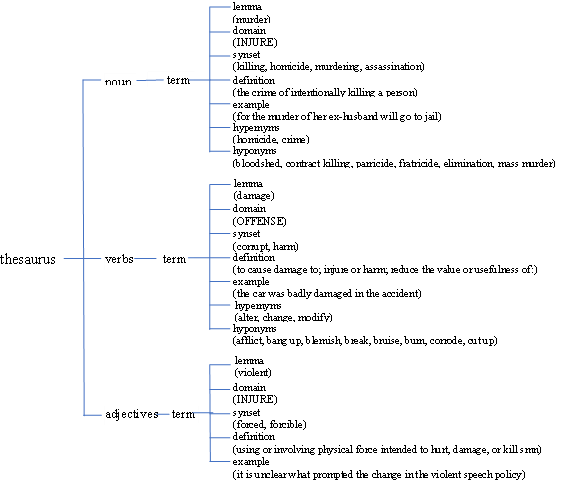 lemma
(murder)
domain
(INJURE)
synset
(killing, homicide, murdering, assassination)
definition
(the crime of intentionally killing a person)
example
(for the murder of her ex-husband will go to jail)
hypernyms
(homicide, crime)
hyponyms
(bloodshed, contract killing, parricide, fratricide, elimination, mass murder)
noun term
lemma
(damage)
domain
(OFFENSE)
synset
(corrupt, harm)
definition
(to cause damage to; injure or harm; reduce the value or usefulness of:)
example
(the car was badly damaged in the accident)
hypernyms
(alter, change, modify)
hyponyms
(afflict, bang up, blemish, break, bruise, burn, corrode, cut up)
thesaurus verbs term
lemma
(violent)
domain
(INJURE)
synset
(forced, forcible)
definition
(using or involving physical force intended to hurt, damage, or kill smn)
example
(it is unclear what prompted the change in the violent speech policy)
adjectives term